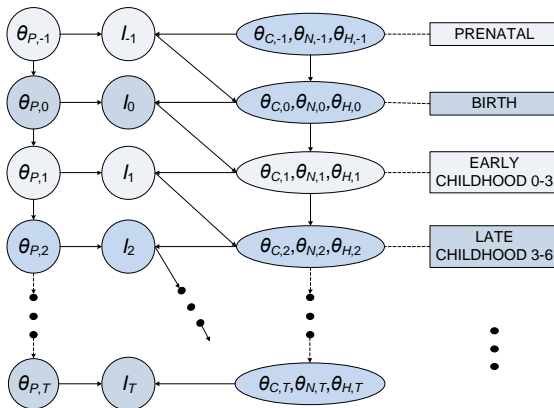 θP,-1 I-1 θC,-1,θN,-1,θH,-1 PRENATAL
θP,0 I0 θC,0,θN,0,θH,0 BIRTH
θP,1 I1 θC,1,θN,1,θH,1 EARLY
CHILDHOOD 0-3
θP,2 I2 θC,2,θN,2,θH,2 LATE
CHILDHOOD 3-6
θP,T IT θC,T,θN,T,θH,T